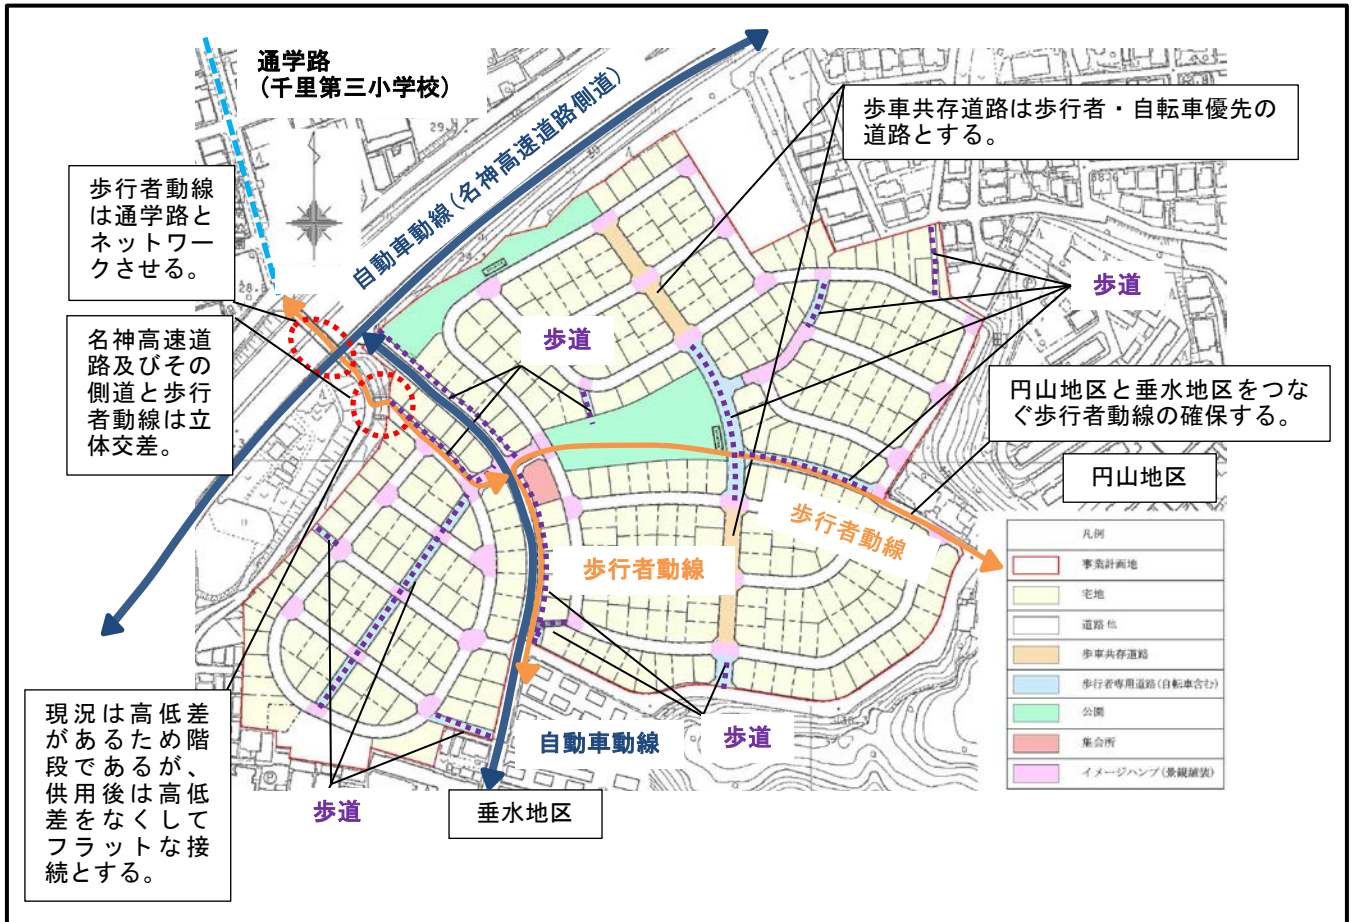 通学路
(千里第三小学校)
自動車動線(名神高速道路側道)
歩車共存道路は歩行者・自転車優先の
道路とする。
歩行者動線
は通学路と
ネットワー
クさせる。
名神高速道
路及びその
側道と歩行
者動線は立
体交差。
歩道
歩道
円山地区と垂水地区をつな
ぐ歩行者動線の確保する。
円山地区
歩行者動線
歩行者動線
凡例
事業計画地
宅地
道路他
歩車共存道路
歩行者専用道路(自転車含む)
公園
集会所
イメージハンプ(景観舗装)
現況は高低差
があるため階
段であるが、
供用後は高低
差をなくして
フラットな接
続とする。
自動車動線
歩道
歩道
垂水地区